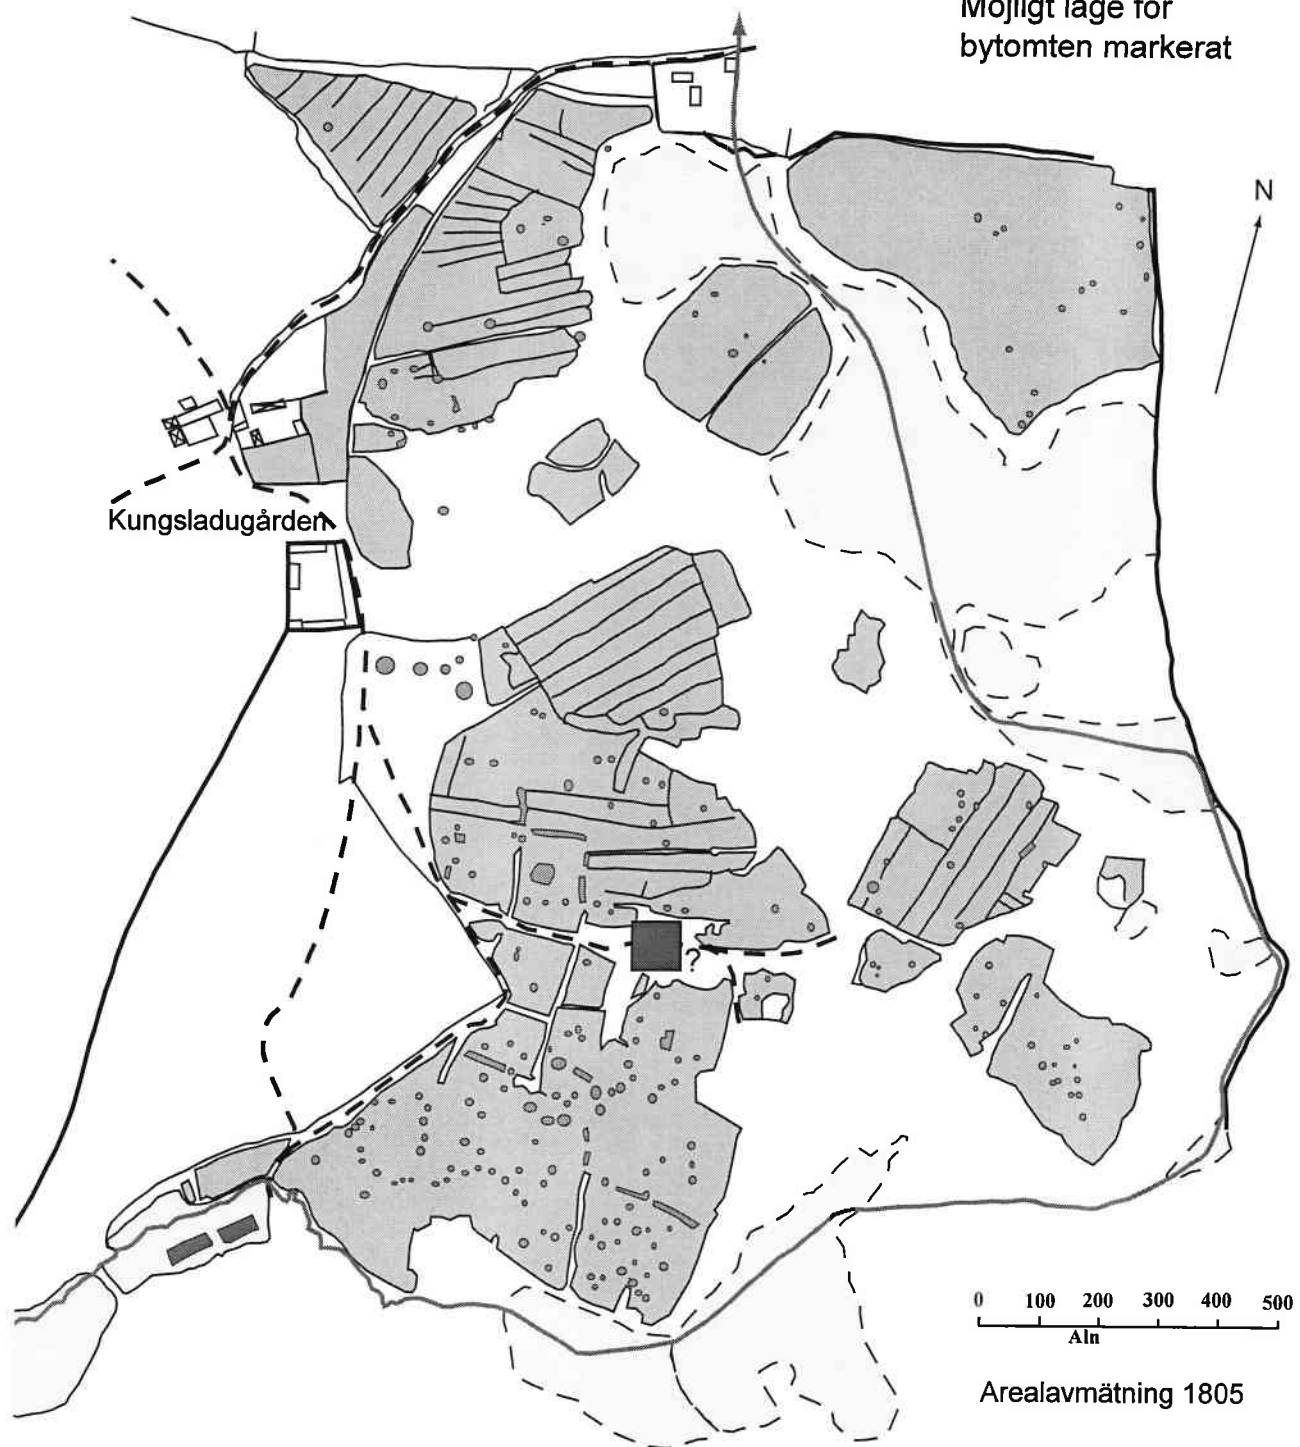 Möjligt läge för
bytomten markerat
N
Kungsladugården
?
0 100 200 300 400 500
Aln
Arealavmätning 1805